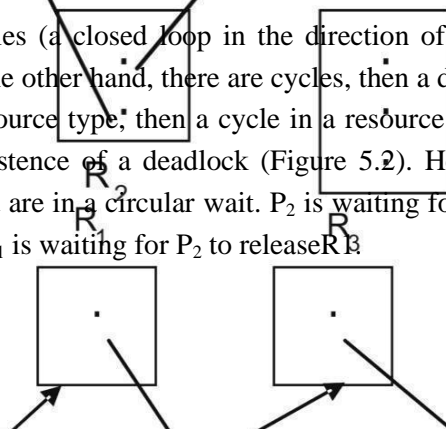 es (a closed loop in the direction of
e other hand, there are cycles, then a d
ource type, then a cycle in a resource
stence of a deadlock (Figure 5.2). H
R2
are in a circular wait. P2 is waiting fo
R1
R3
1 is waiting for P2 to releaseR1.